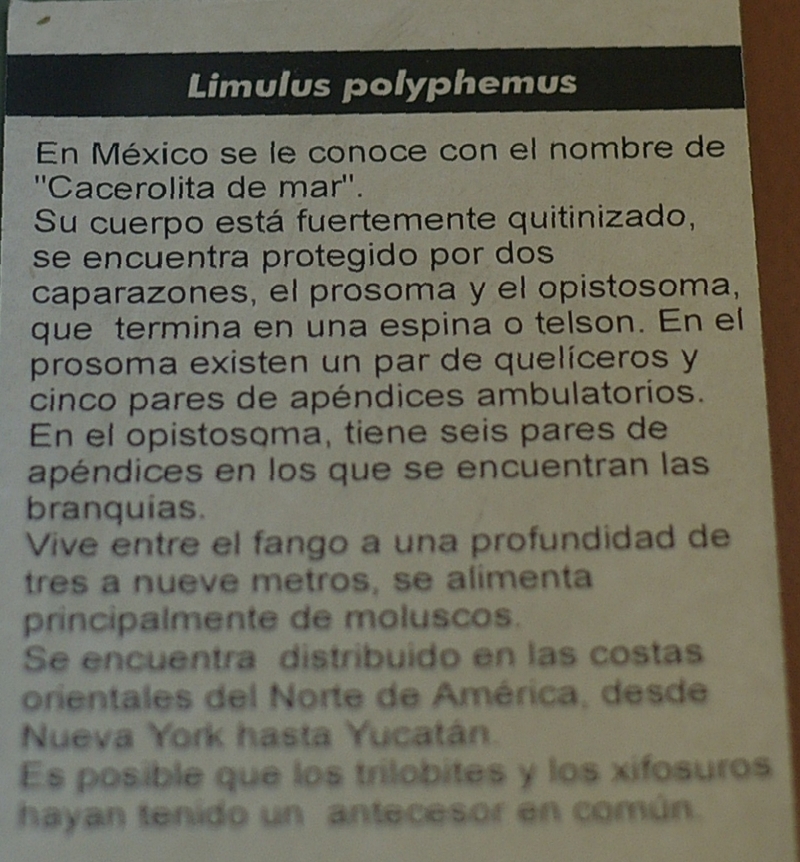 Limulus polyphemus
En México se le conoce con el nombre de
"Cacerolita de mar".
Su cuerpo está fuertemente quitinizado,
se encuentra protegido por dos
caparazones, el prosoma y el opistosoma,
que termina en una espina o telson. En el
prosoma existen un par de quelíceros y
cinco pares de apéndices ambulatorios.
En el opistosoma, tiene seis pares de
apéndices en los que se encuentran las
branquias.
Vive entre el fango a una profundidad de
tres a nueve metros, se alimenta
principalmente de moluscos.
Se encuentra distribuido en las costas
orientales del Norte de América, desde
Nueva York hasta Yucatán.
Es posible que los trilobites y los xifosuros
hayan tenido un antecesor en común.